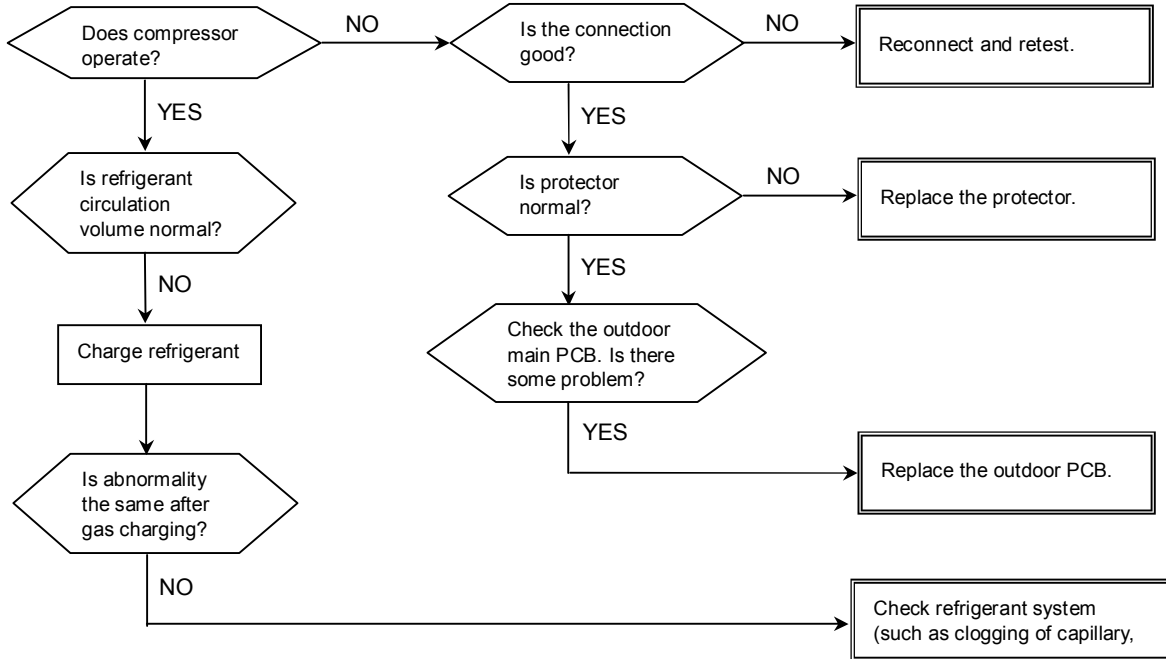 Does compressor
operate?
NO
Is the connection
good?
NO
Reconnect and retest.
YES
YES
Is refrigerant
circulation
volume normal?
Is protector
normal?
NO
Replace the protector.
NO
YES
Charge refrigerant
Check the outdoor
main PCB. Is there
some problem?
YES
Is abnormality
the same after
gas charging?
Replace the outdoor PCB.
NO
Check refrigerant system
(such as clogging of capillary,